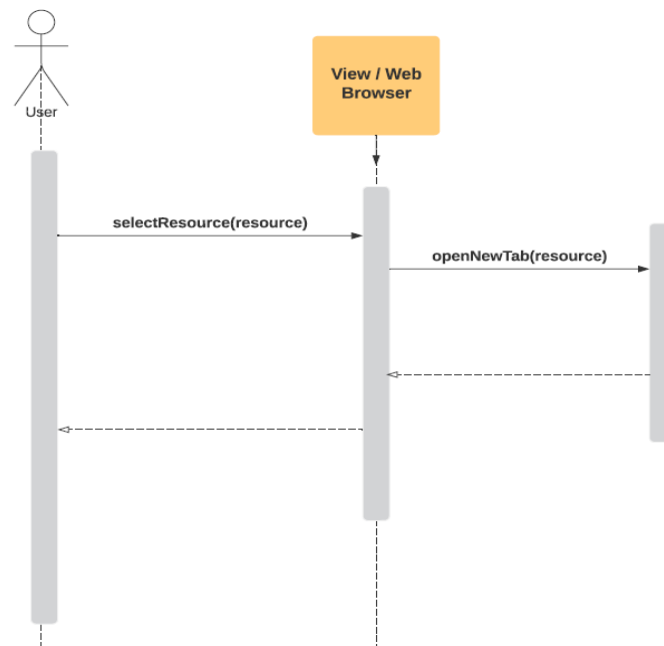 User
View / Web
Browser
selectResource(resource)
openNewTab(resource)